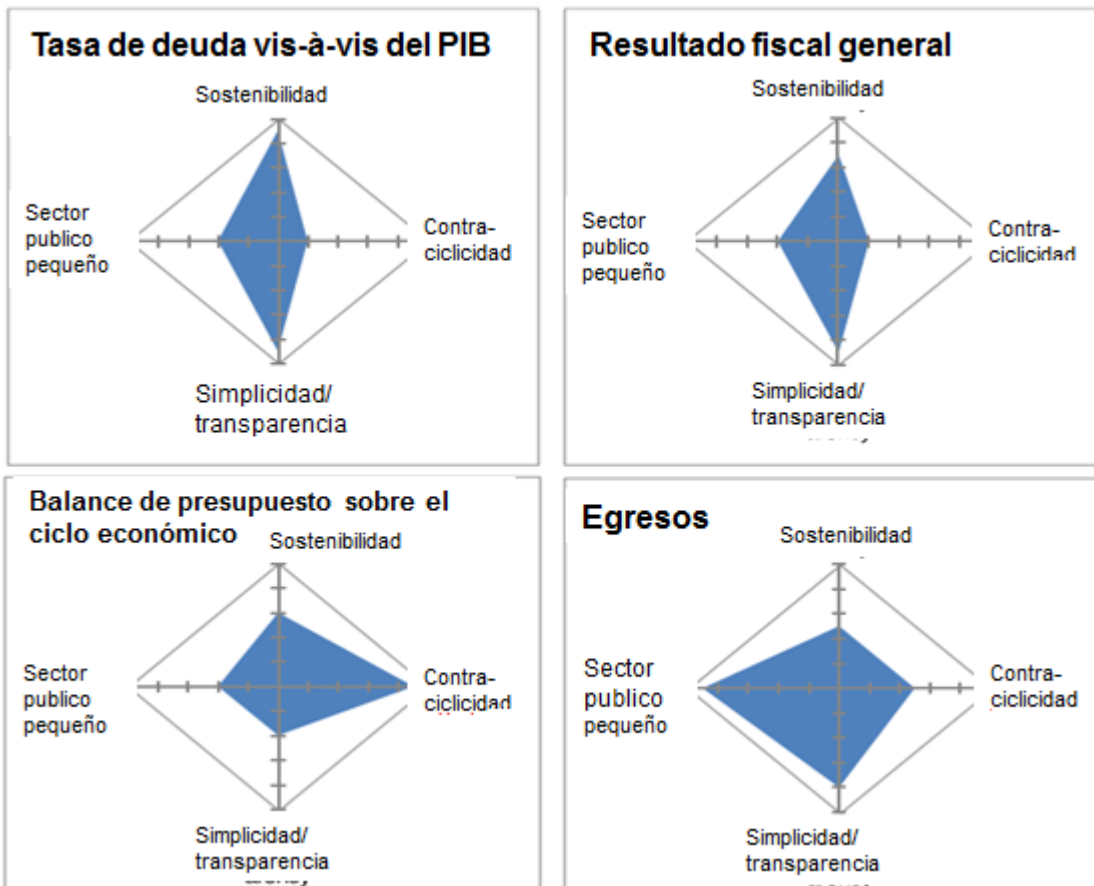 Tasa de deuda vis-à-vis del PIB
Sostenibilidad
Sector
publico
pequeño
Contra-
ciclicidad
Simplicidad/
transparencia
Resultado fiscal general
Sostenibilidad
Sector
publico
pequeño
Contra-
ciclicidad
Simplicidad/
transparencia
Balance de presupuesto sobre el
ciclo económico
Sostenibilidad
Sector
publico
pequeño
Contra-
ciclicidad
Simplicidad/
transparencia
Egresos
Sostenibilidad
Sector
publico
pequeño
Contra-
ciclicidad
Simplicidad/
transparencia